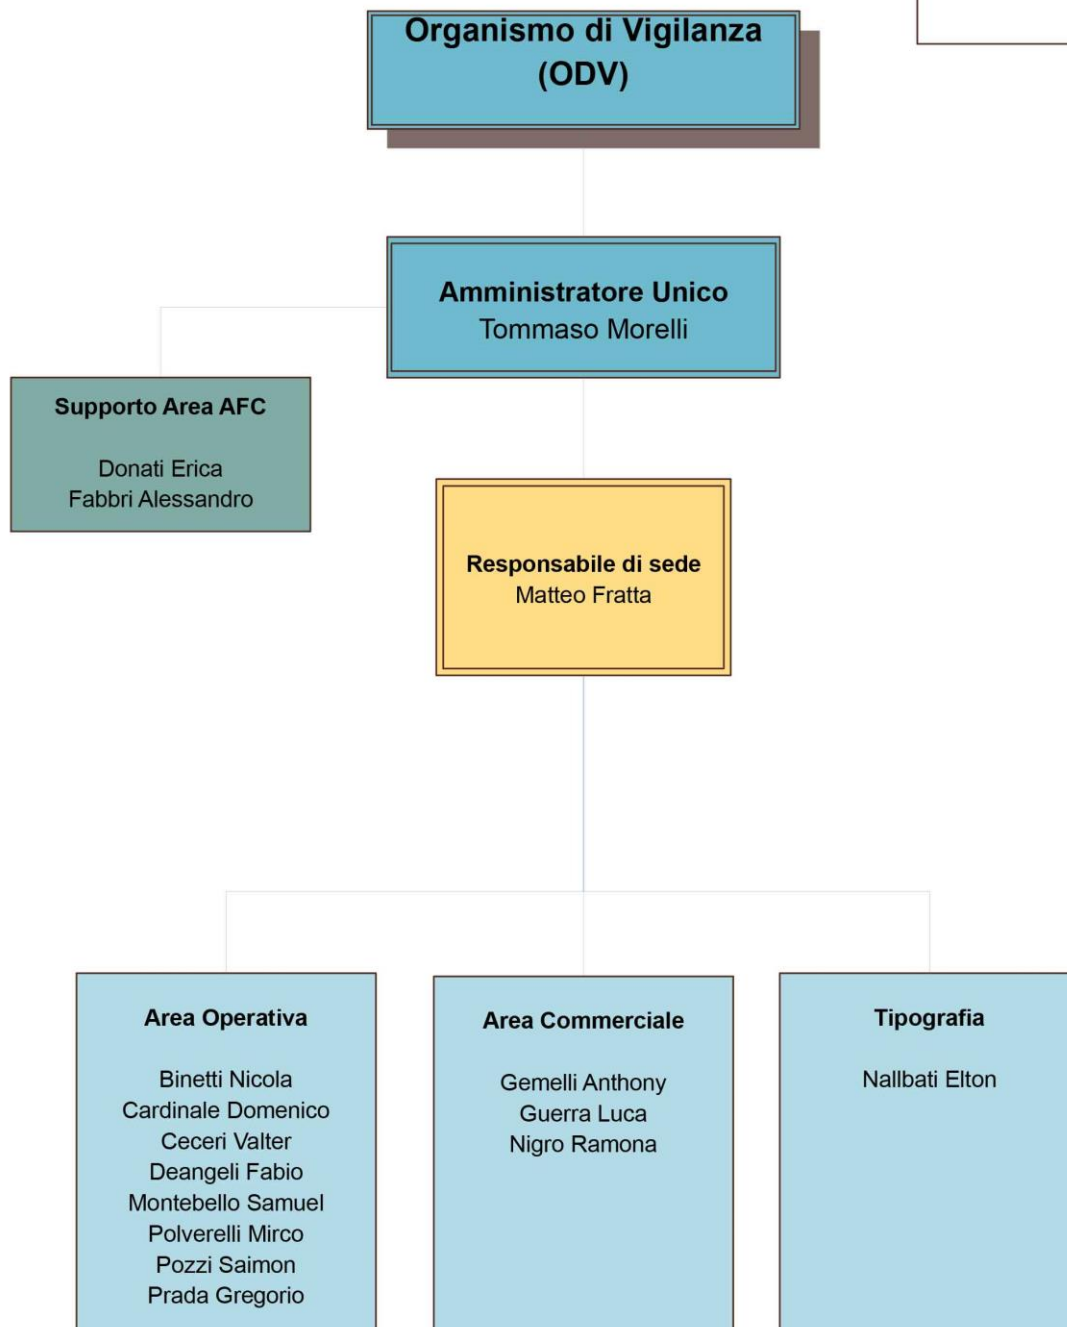 Organismo di Vigilanza
(ODV)
Amministratore Unico
Tommaso Morelli
Supporto Area AFC
Donati Erica
Fabbri Alessandro
Responsabile di sede
Matteo Fratta
Area Operativa
Binetti Nicola
Cardinale Domenico
Ceceri Valter
Deangeli Fabio
Montebello Samuel
Polverelli Mirco
Pozzi Saimon
Prada Gregorio
Area Commerciale
Gemelli Anthony
Guerra Luca
Nigro Ramona
Tipografia
Nallbati Elton